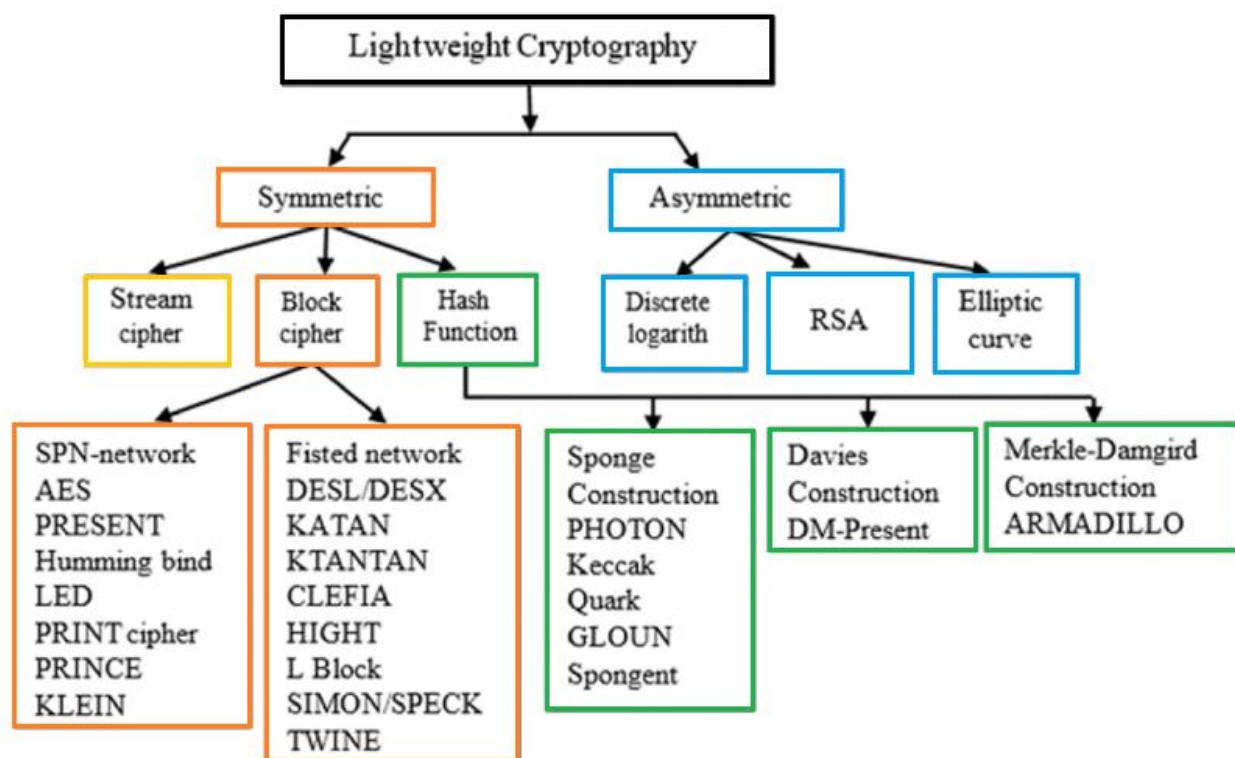 Lightweight Cryptography
Symmetric
Asymmetric
Stream
cipher
Block
cipher
Hash
Function
Discrete
logarith
RSA
Elliptic
curve
SPN-network
AES
PRESENT
Humming bind
LED
PRINT cipher
PRINCE
KLEIN
Fisted network
DESL/DESX
KATAN
KTANTAN
CLEFIA
HIGHT
L Block
SIMON/SPECK
TWINE
Sponge
Construction
PHOTON
Keccak
Quark
GLOUN
Spongent
Davies
Construction
DM-Present
Merkle-Damgird
Construction
ARMADILLO